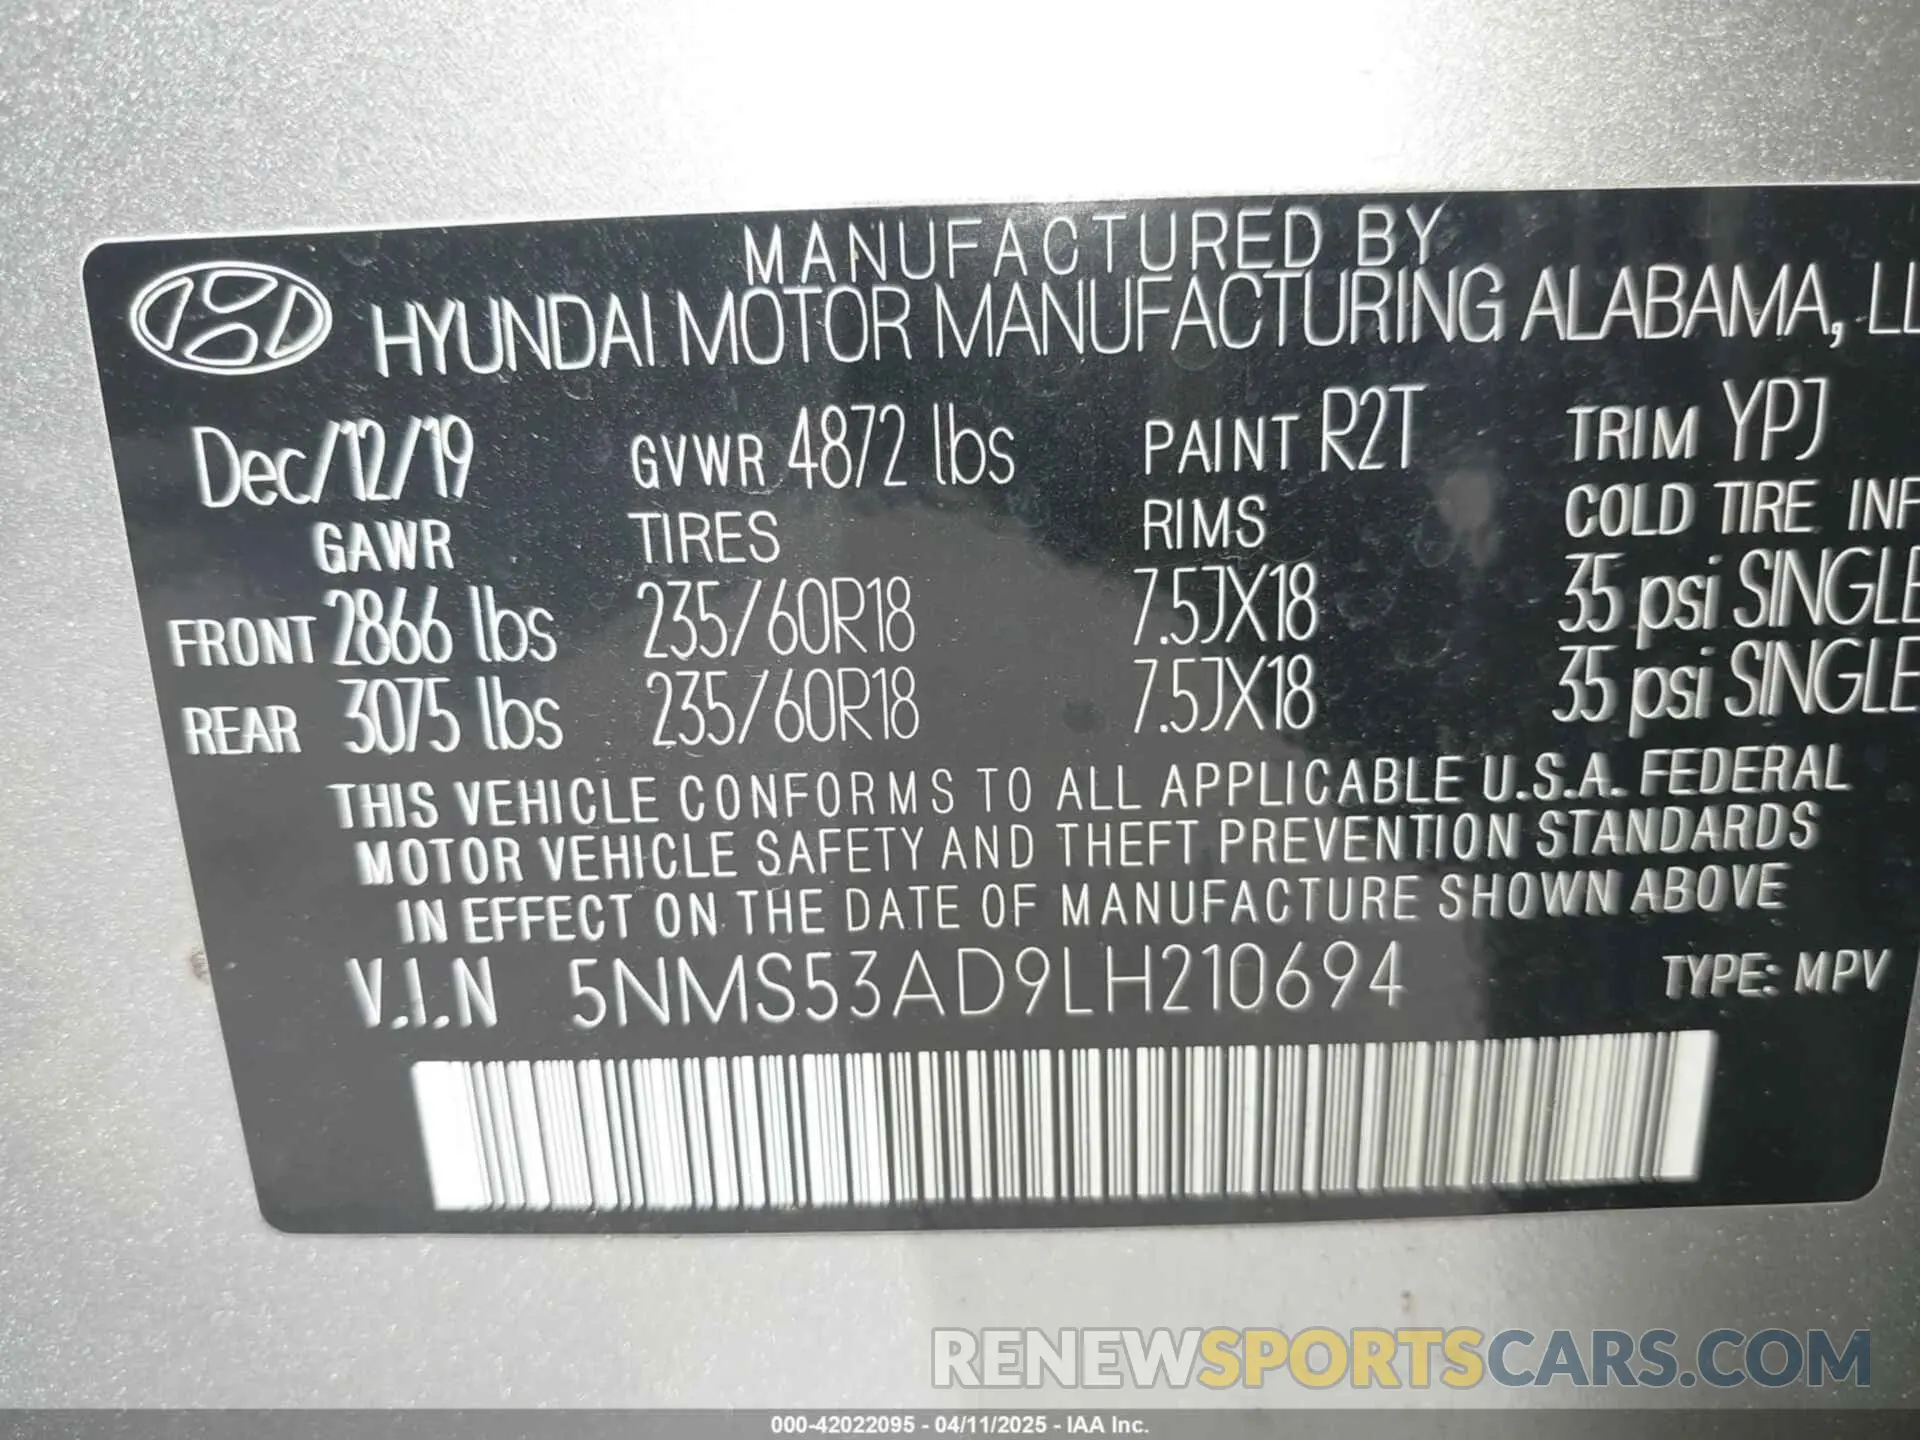 MANUFACTURED BY
HYUNDAI MOTOR MANUFACTURING ALABAMA, LL
Dec/12/19 GVWR 4872 lbs PAINT R2T TRIM YPJ
GAWR TIRES RIMS COLD TIRE INF
FRONT 2866 lbs 235/60R18 7.5JX18 35 psi SINGLE
REAR 3075 lbs 235/60R18 7.5JX18 35 psi SINGLE
THIS VEHICLE CONFORMS TO ALL APPLICABLE U.S.A. FEDERAL
MOTOR VEHICLE SAFETY AND THEFT PREVENTION STANDARDS
IN EFFECT ON THE DATE OF MANUFACTURE SHOWN ABOVE
V.I.N 5NMS53AD9LH210694 TYPE: MPV
RENEWSPORTSCARS.COM
000-42022095 - 04/11/2025 - IAA Inc.